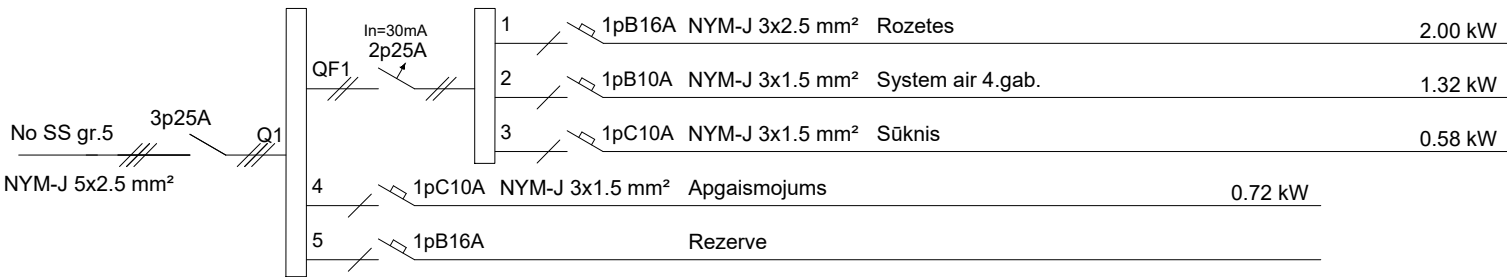 No SS gr.5
NYM-J 5x2.5 mm²
3p25A
Q1
QF1
In=30mA
2p25A
1 1pB16A NYM-J 3x2.5 mm² Rozetes 2.00 kW
2 1pB10A NYM-J 3x1.5 mm² System air 4.gab. 1.32 kW
3 1pC10A NYM-J 3x1.5 mm² Sūknis 0.58 kW
4 1pC10A NYM-J 3x1.5 mm² Apgaismojums 0.72 kW
5 1pB16A Rezerve